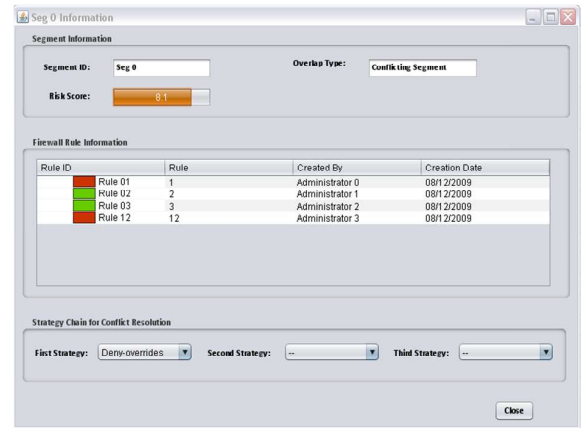 Seg 0 Information
Segment Information
Segment ID: Seg 0 Overlap Type: Conflicting Segment
Risk Score: 8.1
Firewall Rule Information
Rule ID Rule Created By Creation Date
Rule 01 1 Administrator 0 08/12/2009
Rule 02 2 Administrator 1 08/12/2009
Rule 03 3 Administrator 2 08/12/2009
Rule 12 12 Administrator 3 08/12/2009
Strategy Chain for Conflict Resolution
First Strategy: Deny-overrides Second Strategy: -- Third Strategy: --
Close